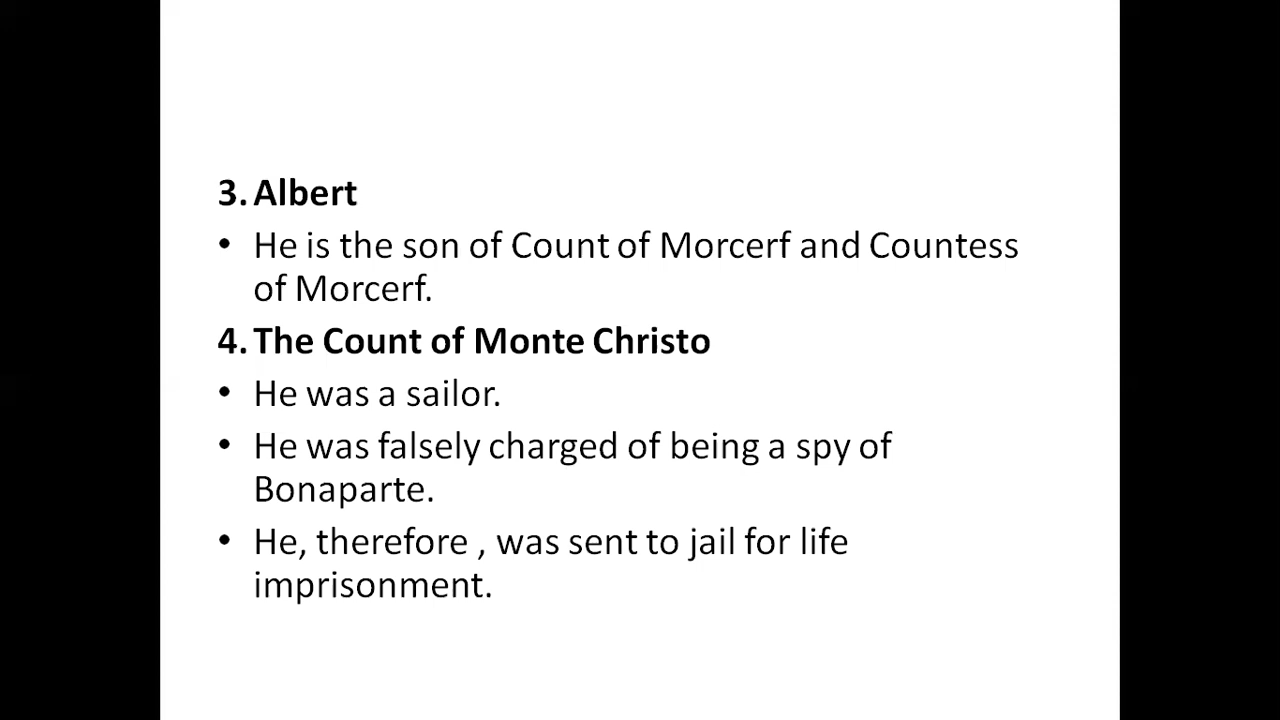 3. Albert
• He is the son of Count of Morcerf and Countess
of Morcerf.
4. The Count of Monte Christo
• He was a sailor.
• He was falsely charged of being a spy of
Bonaparte.
• He, therefore , was sent to jail for life
imprisonment.